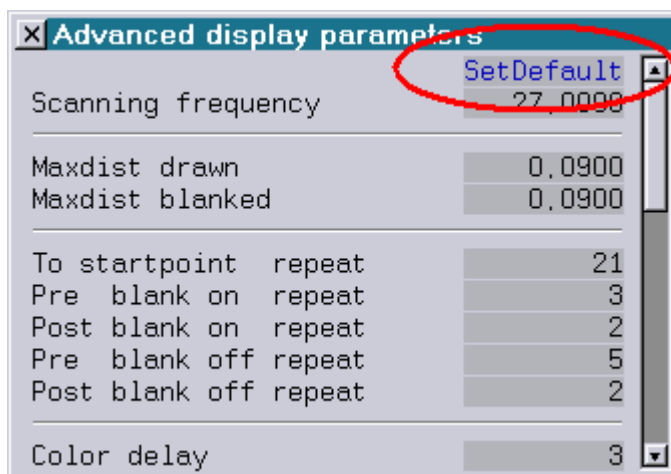 Advanced display parameters
SetDefault
Scanning frequency 27,0000
Maxdist drawn 0,0900
Maxdist blanked 0,0900
To startpoint repeat 21
Pre blank on repeat 3
Post blank on repeat 2
Pre blank off repeat 5
Post blank off repeat 2
Color delay 3